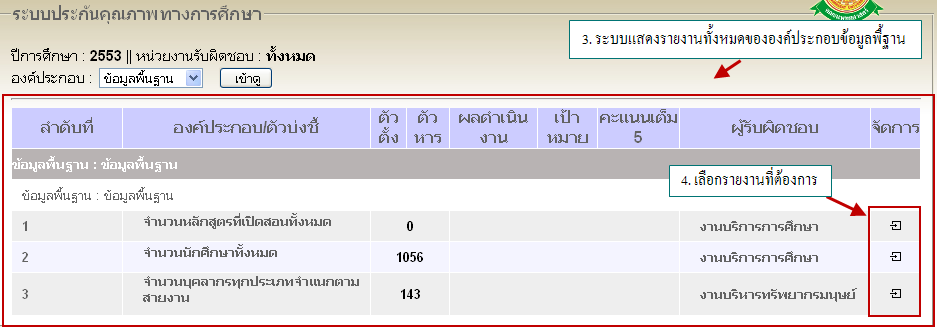 ระบบประกันคุณภาพทางการศึกษา
3. ระบบแสดงรายงานทั้งหมดขององค์ประกอบข้อมูลพื้ฐาน
ปีการศึกษา : 2553 || หน่วยงานรับผิดชอบ : ทั้งหมด
องค์ประกอบ : ข้อมูลพื้นฐาน เข้าดู
ลำดับที่ องค์ประกอบ/ตัวบ่งชี้ ตัวตั้ง ตัวหาร ผลดำเนินงาน เป้าหมาย คะแนนเต็ม 5 ผู้รับผิดชอบ จัดการ
ข้อมูลพื้นฐาน : ข้อมูลพื้นฐาน
4. เลือกรายงานที่ต้องการ
ข้อมูลพื้นฐาน : ข้อมูลพื้นฐาน
1 จำนวนหลักสูตรที่เปิดสอนทั้งหมด 0 งานบริการการศึกษา
2 จำนวนนักศึกษาทั้งหมด 1056 งานบริการการศึกษา
3 จำนวนบุคลากรทุกประเภทจำแนกตาม
สายงาน 143 งานบริหารทรัพยากรมนุษย์